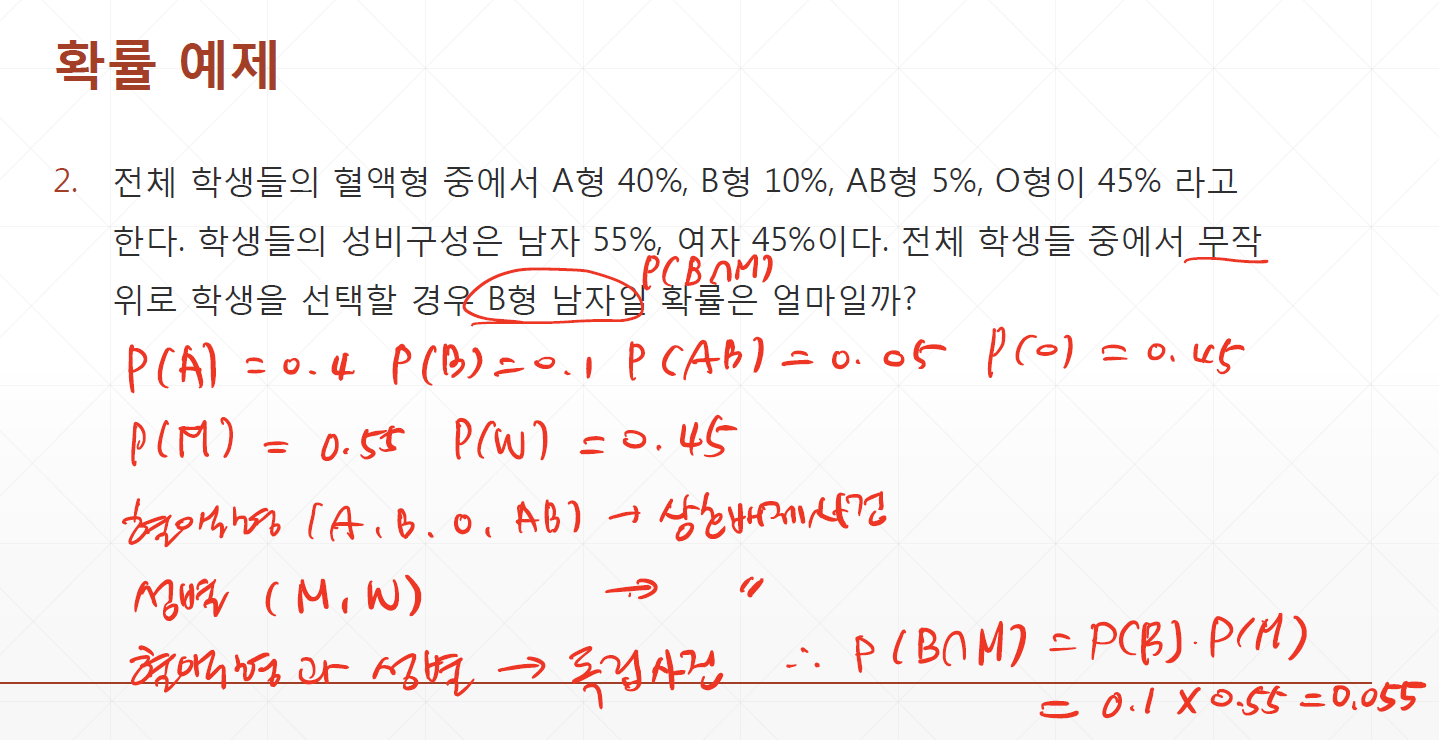 확률 예제
2. 전체 학생들의 혈액형 중에서 A형 40%, B형 10%, AB형 5%, O형이 45% 라고
한다. 학생들의 성비구성은 남자 55%, 여자 45%이다. 전체 학생들 중에서 무작
P(B∩M)
위로 학생을 선택할 경우 B형 남자일 확률은 얼마일까?
P(A) = 0.4 P(B) = 0.1 P(AB) = 0.05 P(O) = 0.45
P(M) = 0.55 P(W) = 0.45
혈액형 (A, B, O, AB) → 상호배제사건
성별 (M, W) → "
혈액형과 성별 → 독립사건 ∴ P(B∩M) = P(B)·P(M)
= 0.1 × 0.55 = 0.055